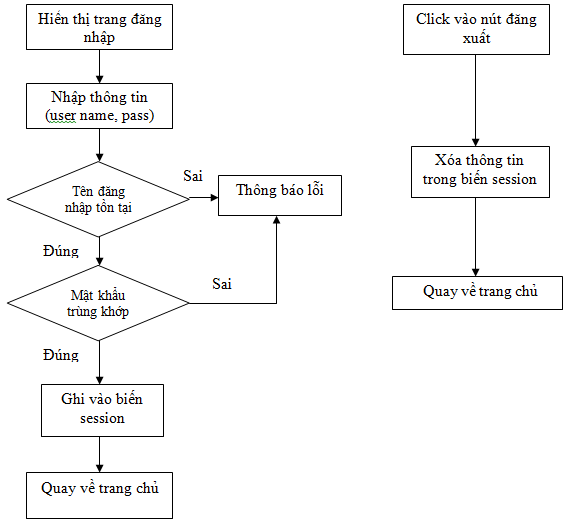 Hiển thị trang đăng
nhập
Nhập thông tin
(user name, pass)
Tên đăng
nhập tồn tại
Sai
Thông báo lỗi
Đúng
Mật khẩu
trùng khớp
Sai
Đúng
Ghi vào biến
session
Quay về trang chủ
Click vào nút đăng
xuất
Xóa thông tin
trong biến session
Quay về trang chủ